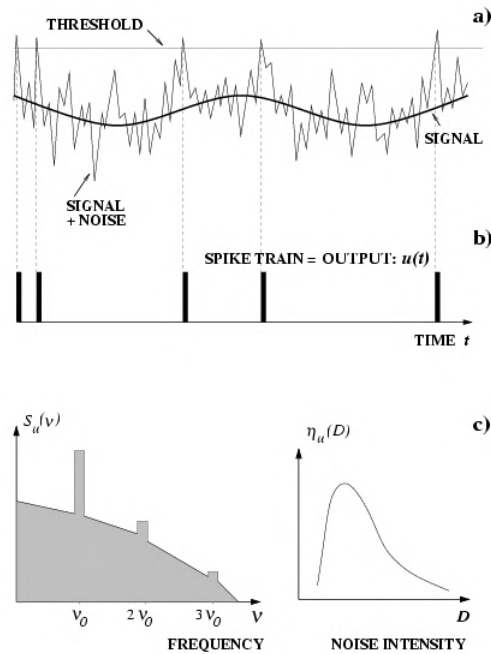 a)
THRESHOLD
SIGNAL
SIGNAL
+ NOISE
b)
SPIKE TRAIN = OUTPUT: u(t)
TIME t
c)
S_u(ν)
η_u(D)
ν_0
2 ν_0
3 ν_0
ν
D
FREQUENCY
NOISE INTENSITY